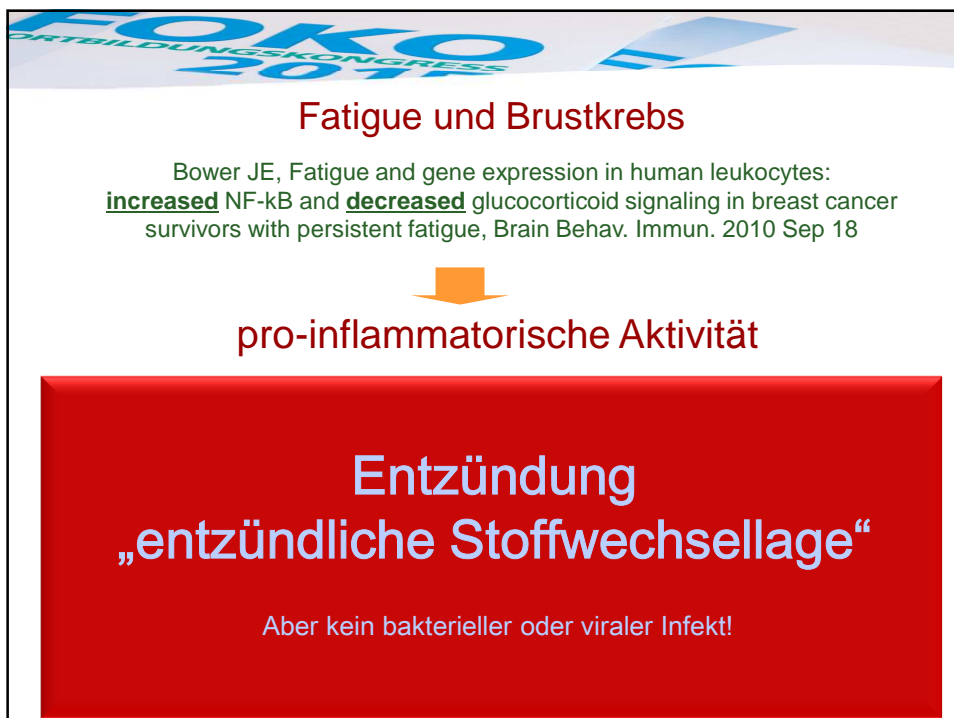 FOKO
ORTBILDUNGSKONGRESS
Fatigue und Brustkrebs
Bower JE, Fatigue and gene expression in human leukocytes:
increased NF-kB and decreased glucocorticoid signaling in breast cancer
survivors with persistent fatigue, Brain Behav. Immun. 2010 Sep 18
pro-inflammatorische Aktivität
Entzündung
„entzündliche Stoffwechsellage“
Aber kein bakterieller oder viraler Infekt!